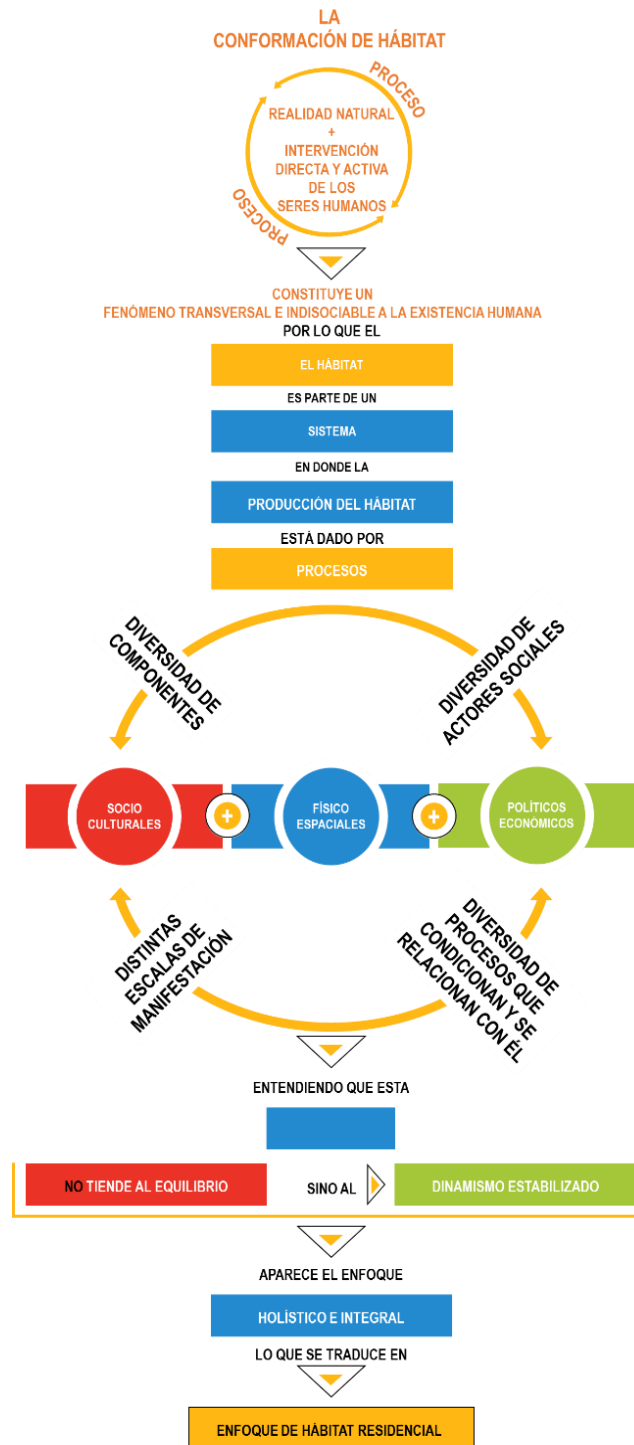 LA
CONFORMACIÓN DE HÁBITAT
PROCESO
REALIDAD NATURAL
+
INTERVENCIÓN
DIRECTA Y ACTIVA
DE LOS
SERES HUMANOS
PROCESO
CONSTITUYE UN
FENÓMENO TRANSVERSAL E INDISOCIABLE A LA EXISTENCIA HUMANA
POR LO QUE EL
EL HÁBITAT
ES PARTE DE UN
SISTEMA
EN DONDE LA
PRODUCCIÓN DEL HÁBITAT
ESTÀ DADO POR
PROCESOS
DIVERSIDAD DE
COMPONENTES
DIVERSIDAD DE
ACTORES SOCIALES
SOCIO
CULTURALES
+
FÍSICO
ESPACIALES
+
POLÍTICOS
ECONÓMICOS
DISTINTAS
ESCALAS DE
MANIFESTACIÓN
DIVERSIDAD DE
PROCESOS QUE
CONDICIONAN Y SE
RELACIONAN CON ÉL
ENTENDIENDO QUE ESTA
NO TIENDE AL EQUILIBRIO
SINO AL
DINAMISMO ESTABILIZADO
APARECE EL ENFOQUE
HOLÍSTICO E INTEGRAL
LO QUE SE TRADUCE EN
ENFOQUE DE HÁBITAT RESIDENCIAL